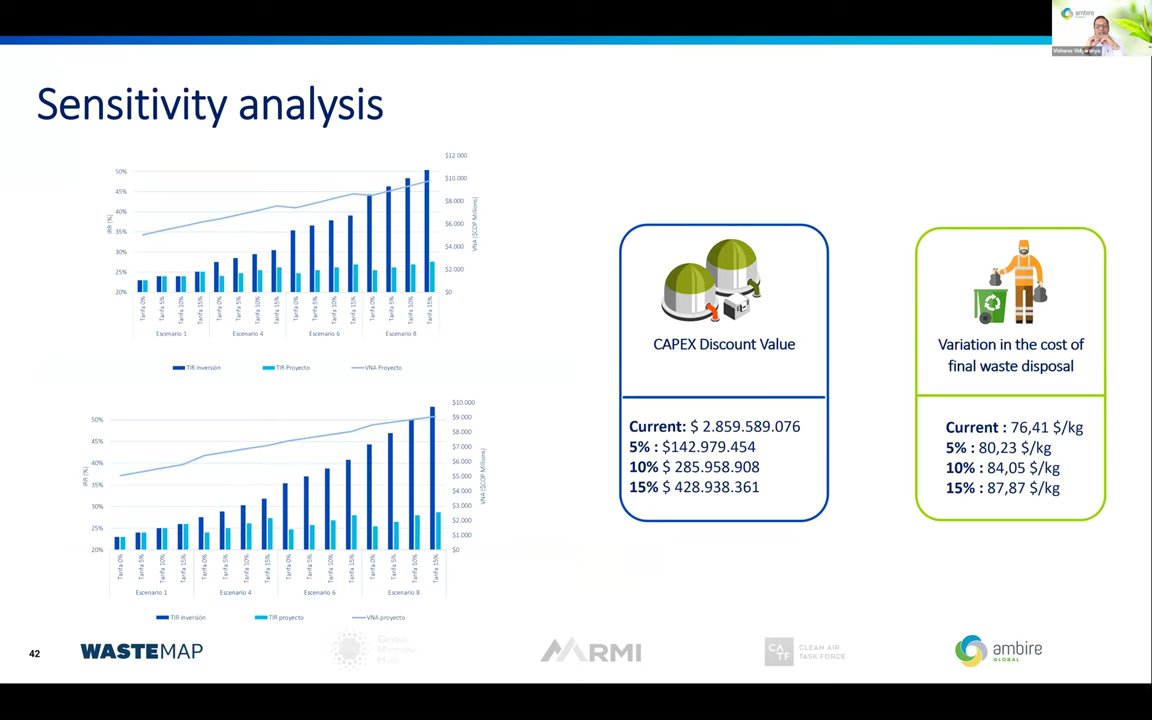 ambire
Vishwas Vidyaranya
Sensitivity analysis
$12.000
$10.000
$8.000
$6.000
$4.000
$2.000
$0
VNA ($COP Millions)
50%
45%
40%
35%
30%
25%
20%
IRR (%)
Tarifa 0%
Tarifa 5%
Tarifa 10%
Tarifa 15%
Tarifa 0%
Tarifa 5%
Tarifa 10%
Tarifa 15%
Tarifa 0%
Tarifa 5%
Tarifa 10%
Tarifa 15%
Tarifa 0%
Tarifa 5%
Tarifa 10%
Tarifa 15%
Escenario 1 Escenario 4 Escenario 6 Escenario 8
TIR Inversión TIR Proyecto VNA Proyecto
$10.000
$9.000
$8.000
$7.000
$6.000
$5.000
$4.000
$3.000
$2.000
$1.000
$0
VNA ($COP Millions)
50%
45%
40%
35%
30%
25%
20%
IRR (%)
Tarifa 0%
Tarifa 5%
Tarifa 10%
Tarifa 15%
Tarifa 0%
Tarifa 5%
Tarifa 10%
Tarifa 15%
Tarifa 0%
Tarifa 5%
Tarifa 10%
Tarifa 15%
Tarifa 0%
Tarifa 5%
Tarifa 10%
Tarifa 15%
Escenario 1 Escenario 4 Escenario 6 Escenario 8
TIR inversión TIR proyecto VNA proyecto
CAPEX Discount Value
Current: $ 2.859.589.076
5% : $142.979.454
10% $ 285.958.908
15% $ 428.938.361
Variation in the cost of
final waste disposal
Current : 76,41 $/kg
5% : 80,23 $/kg
10% : 84,05 $/kg
15% : 87,87 $/kg
42
WASTEMAP
Global
Methane
Hub
RMI
CATF
CLEAN AIR
TASK FORCE
ambire
GLOBAL